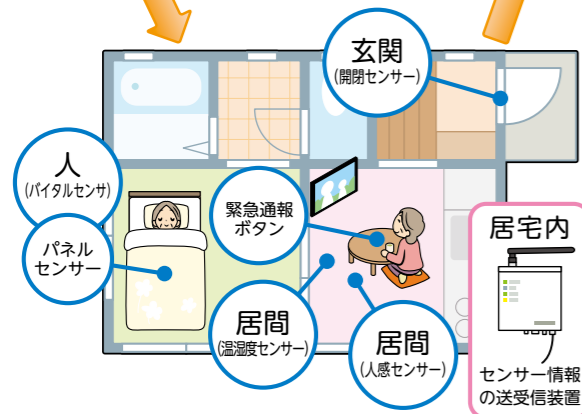 玄関
(開閉センサー)
人
(バイタルセンサ)
パネル
センサー
緊急通報
ボタン
居間
(温湿度センサー)
居間
(人感センサー)
居宅内
センサー情報
の送受信装置